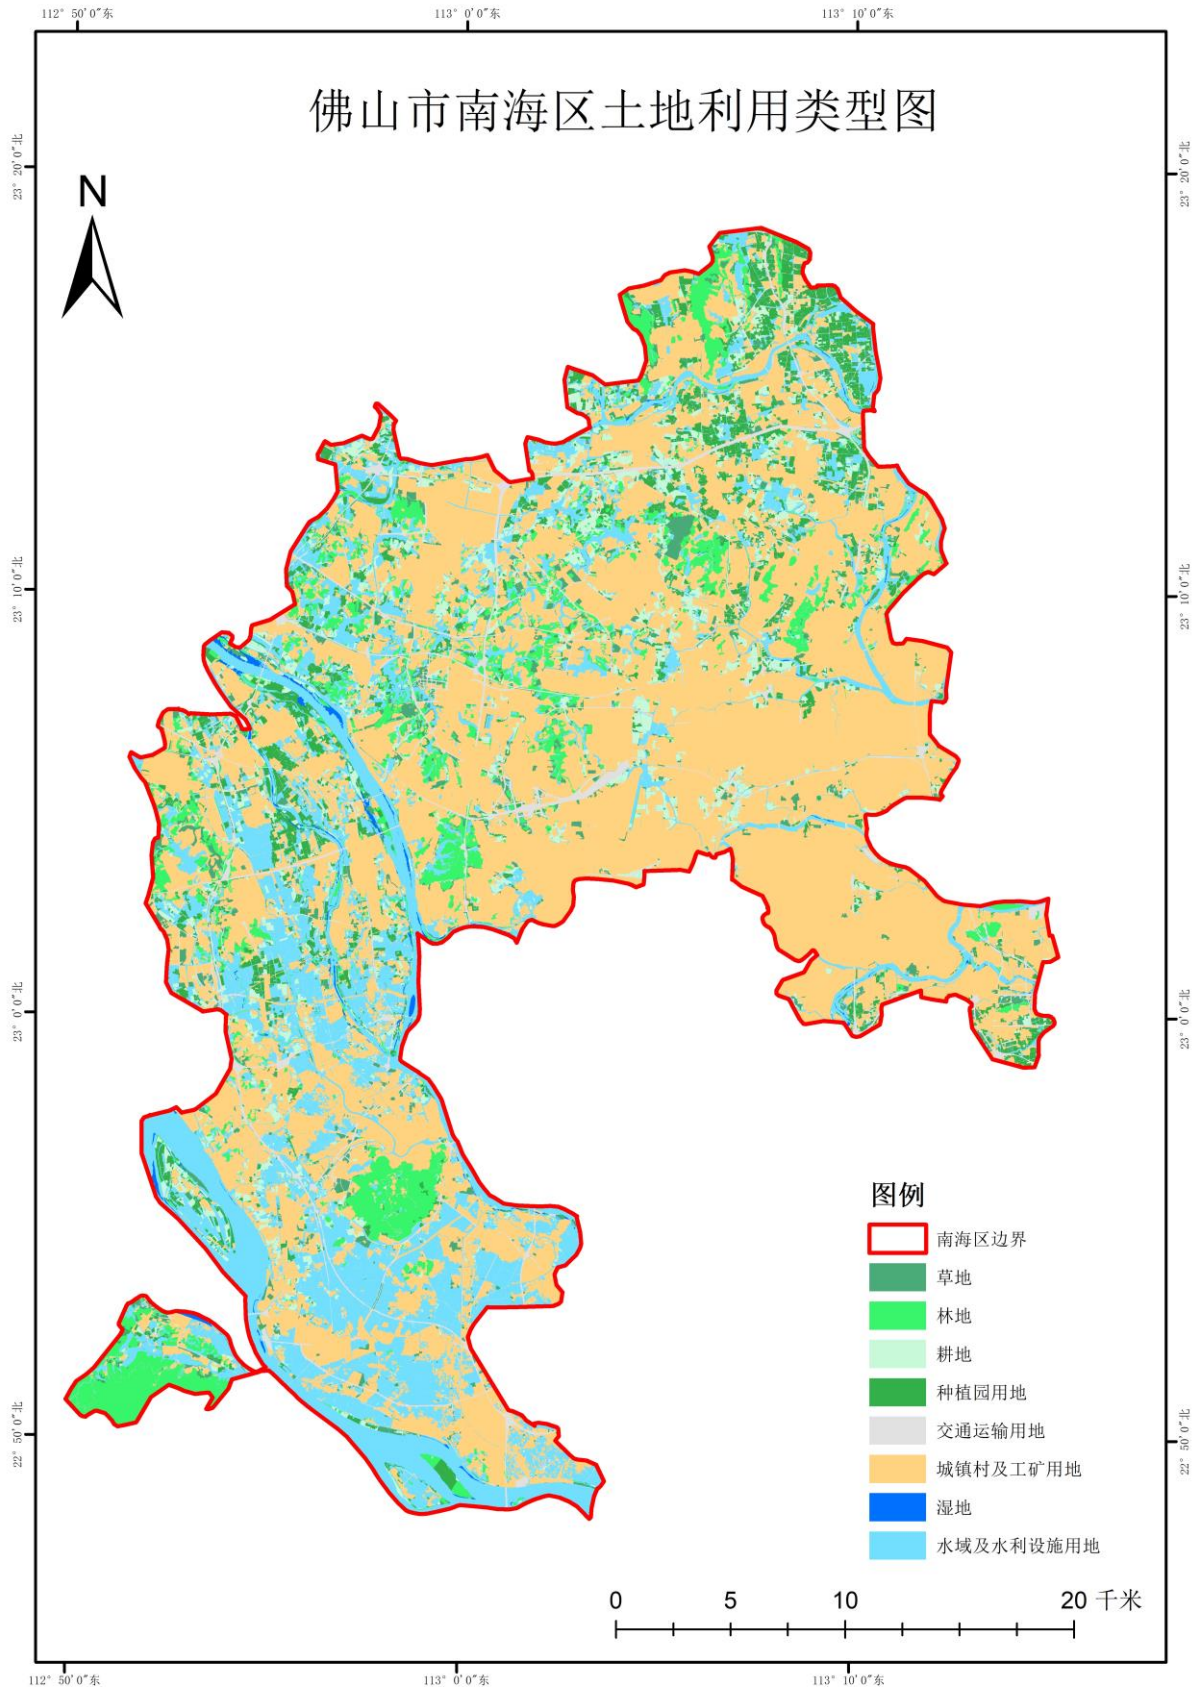 112° 50′0″东
113° 0′0″东
113° 10′0″东
佛山市南海区土地利用类型图
23° 20′0″北
23° 20′0″北
N
23° 10′0″北
23° 10′0″北
23° 0′0″北
23° 0′0″北
图例
南海区边界
草地
林地
耕地
种植园用地
交通运输用地
城镇村及工矿用地
湿地
水域及水利设施用地
22° 50′0″北
22° 50′0″北
0 5 10 20 千米
112° 50′0″东
113° 0′0″东
113° 10′0″东